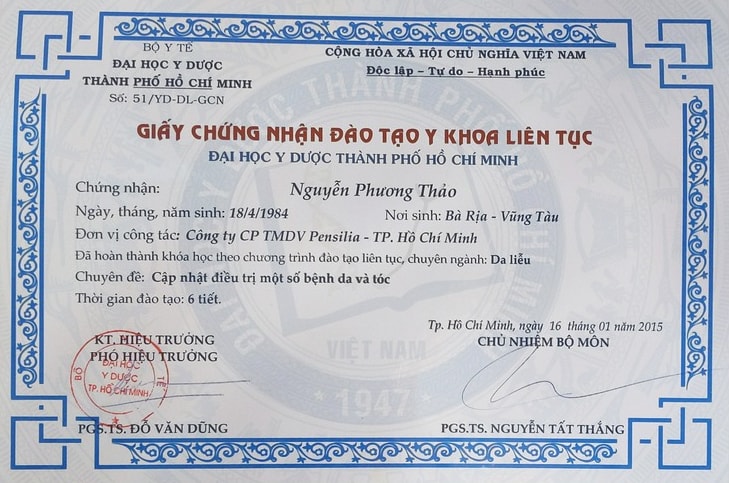 BỘ Y TẾ
ĐẠI HỌC Y DƯỢC
THÀNH PHỐ HỒ CHÍ MINH
Số: 51/YD-DL-GCN
CỘNG HÒA XÃ HỘI CHỦ NGHĨA VIỆT NAM
Độc lập - Tự do - Hạnh phúc
GIẤY CHỨNG NHẬN ĐÀO TẠO Y KHOA LIÊN TỤC
ĐẠI HỌC Y DƯỢC THÀNH PHỐ HỒ CHÍ MINH
Chứng nhận: Nguyễn Phương Thảo
Ngày, tháng, năm sinh: 18/4/1984 Nơi sinh: Bà Rịa - Vũng Tàu
Đơn vị công tác: Công ty CP TMDV Pensilia - TP. Hồ Chí Minh
Đã hoàn thành khóa học theo chương trình đào tạo liên tục, chuyên ngành: Da liễu
Chuyên đề: Cập nhật điều trị một số bệnh da và tóc
Thời gian đào tạo: 6 tiết.
Tp. Hồ Chí Minh, ngày 16 tháng 01 năm 2015
KT. HIỆU TRƯỞNG
PHÓ HIỆU TRƯỞNG
CHỦ NHIỆM BỘ MÔN
BỘ Y TẾ
ĐẠI HỌC
Y DƯỢC
TP. HỒ CHÍ MINH
VIỆT NAM
1947
PGS.TS. ĐỖ VĂN DŨNG
PGS.TS. NGUYỄN TẤT THẮNG